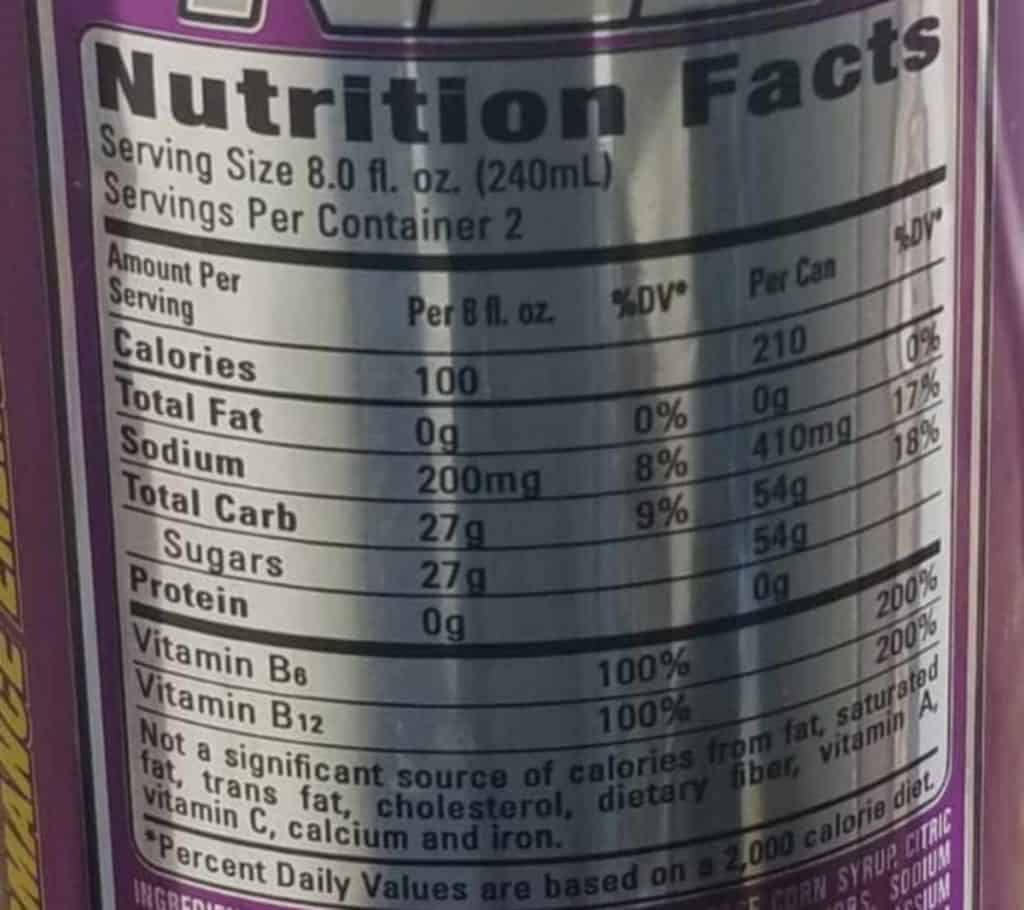 Nutrition Facts
Serving Size 8.0 fl. oz. (240mL)
Servings Per Container 2
Amount Per Serving Per 8 fl. oz. %DV* Per Can %DV*
Calories 100 210
Total Fat 0g 0% 0g 0%
Sodium 200mg 8% 410mg 17%
Total Carb 27g 9% 54g 18%
Sugars 27g 54g
Protein 0g 0g
Vitamin B6 100% 200%
Vitamin B12 100% 200%
Not a significant source of calories from fat, saturated
fat, trans fat, cholesterol, dietary fiber, vitamin A,
vitamin C, calcium and iron.
*Percent Daily Values are based on a 2,000 calorie diet.
CORN SYRUP, CITRIC
SODIUM